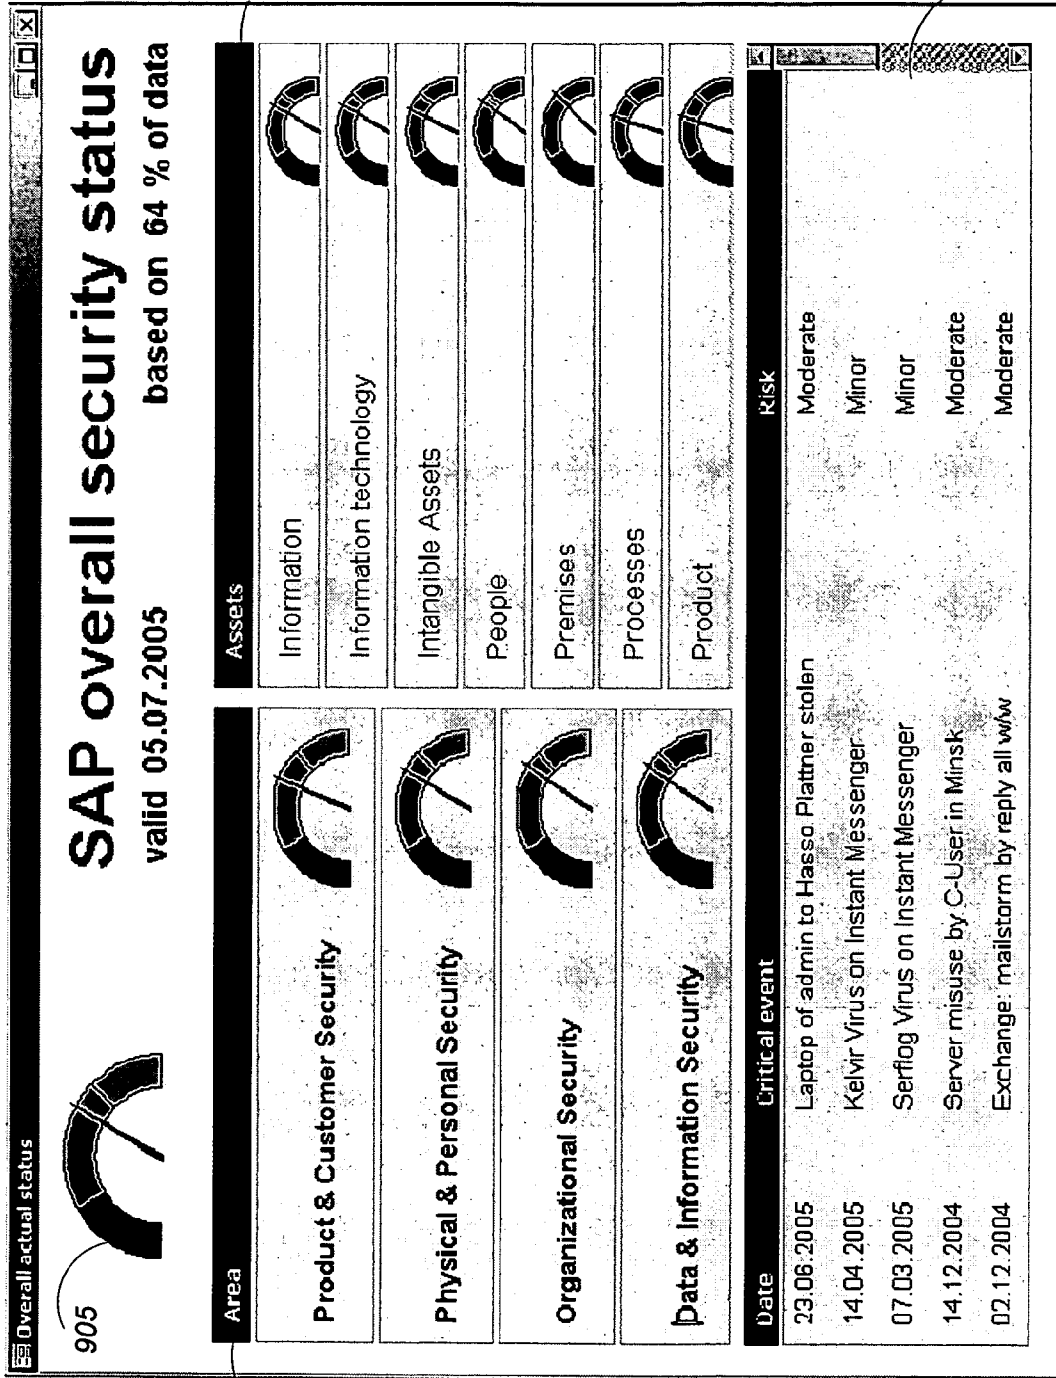 Overall actual status
905
SAP overall security status
valid 05.07.2005 based on 64 % of data
Area
Product & Customer Security
Physical & Personal Security
Organizational Security
Data & Information Security
Assets
Information
Information technology
Intangible Assets
People
Premises
Processes
Product
Date Critical event Risk
23.06.2005 Laptop of admin to Hasso Plattner stolen Moderate
14.04.2005 Kelvir Virus on Instant Messenger Minor
07.03.2005 Serflog Virus on Instant Messenger Minor
14.12.2004 Server misuse by C-User in Minsk Moderate
02.12.2004 Exchange: mailstorm by reply all w/w Moderate